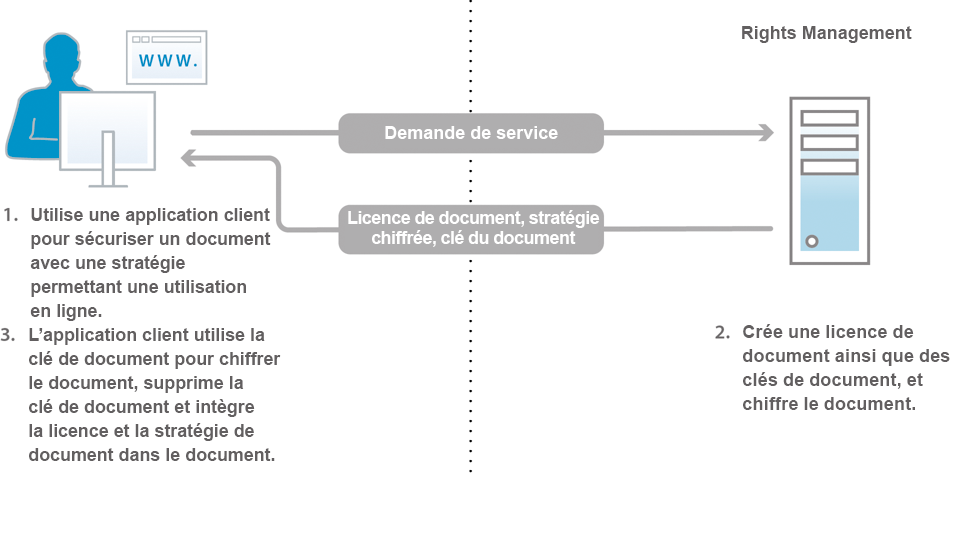 Rights Management
WWW.
Demande de service
Licence de document, stratégie
chiffrée, clé du document
1. Utilise une application client
pour sécuriser un document
avec une stratégie
permettant une utilisation
en ligne.
3. L’application client utilise la
clé de document pour chiffrer
le document, supprime la
clé de document et intègre
la licence et la stratégie de
document dans le document.
2. Crée une licence de
document ainsi que des
clés de document, et
chiffre le document.